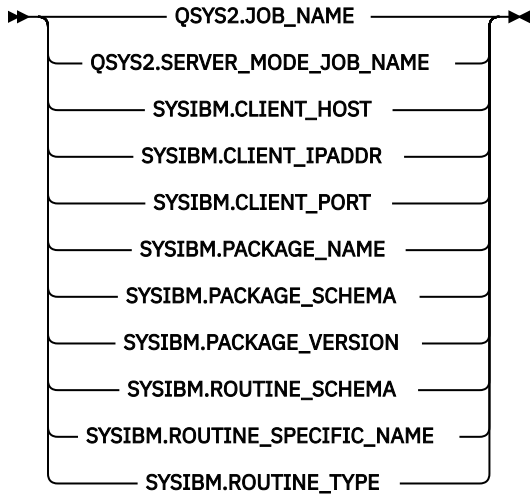 QSYS2.JOB_NAME
QSYS2.SERVER_MODE_JOB_NAME
SYSIBM.CLIENT_HOST
SYSIBM.CLIENT_IPADDR
SYSIBM.CLIENT_PORT
SYSIBM.PACKAGE_NAME
SYSIBM.PACKAGE_SCHEMA
SYSIBM.PACKAGE_VERSION
SYSIBM.ROUTINE_SCHEMA
SYSIBM.ROUTINE_SPECIFIC_NAME
SYSIBM.ROUTINE_TYPE